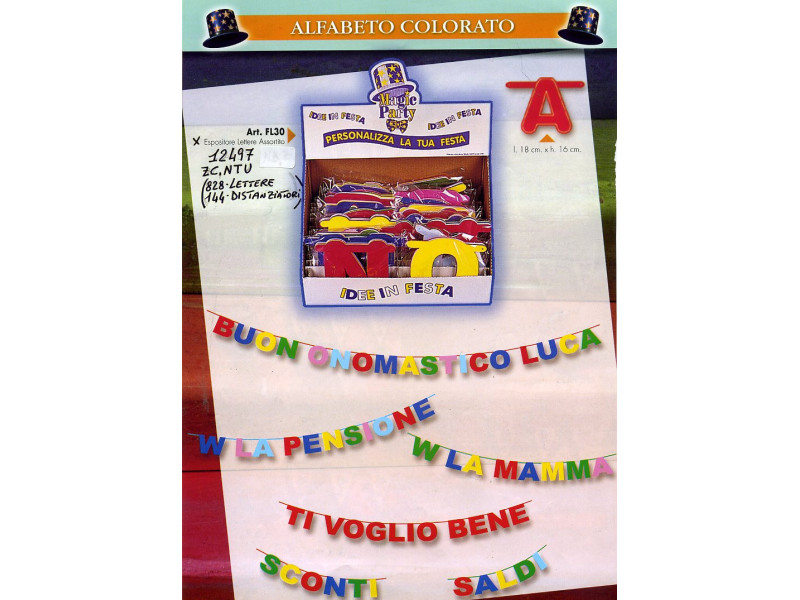 ALFABETO COLORATO
Magic
Party
IDEE IN FESTA
IDEE IN FESTA
PERSONALIZZA LA TUA FESTA
Art. FL30
X Espositore Lettere Assortito
12497
ZC, NTU
(828 - LETTERE
144 - DISTANZIATORI)
A
l. 18 cm. x h. 16 cm.
N O
IDEE IN FESTA
BUON ONOMASTICO LUCA
W LA PENSIONE
W LA MAMMA
TI VOGLIO BENE
SCONTI
SALDI